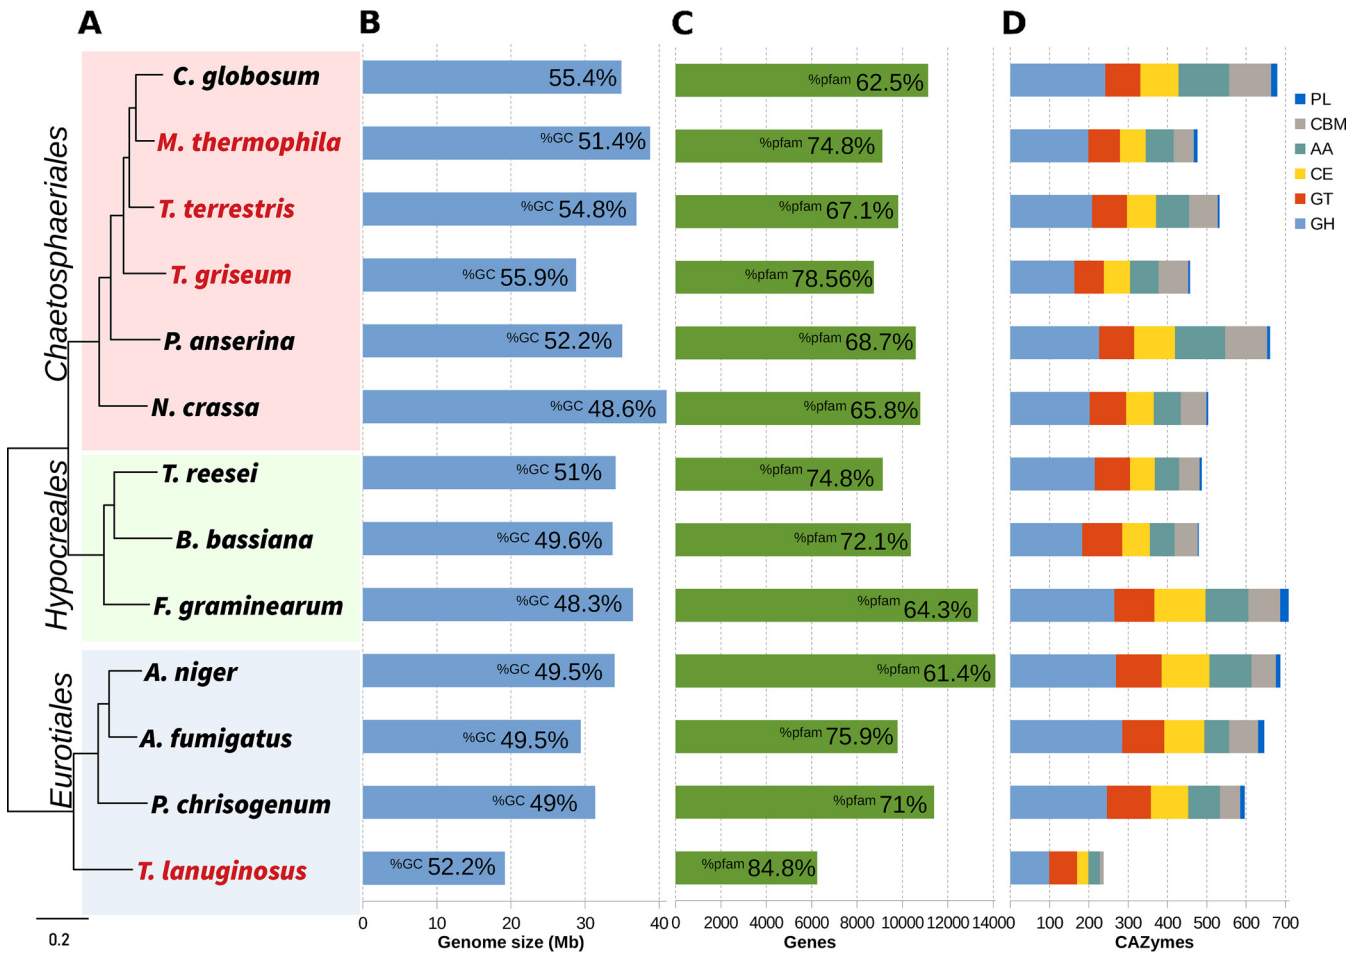 A
B
C
D
Chaetosphaeriales
Hypocreales
Eurotiales
C. globosum
55.4%
%pfam 62.5%
M. thermophila
%GC 51.4%
%pfam 74.8%
T. terrestris
%GC 54.8%
%pfam 67.1%
T. griseum
%GC 55.9%
%pfam 78.56%
P. anserina
%GC 52.2%
%pfam 68.7%
N. crassa
%GC 48.6%
%pfam 65.8%
T. reesei
%GC 51%
%pfam 74.8%
B. bassiana
%GC 49.6%
%pfam 72.1%
F. graminearum
%GC 48.3%
%pfam 64.3%
A. niger
%GC 49.5%
%pfam 61.4%
A. fumigatus
%GC 49.5%
%pfam 75.9%
P. chrisogenum
%GC 49%
%pfam 71%
T. lanuginosus
%GC 52.2%
%pfam 84.8%
PL
CBM
AA
CE
GT
GH
0.2
0 10 20 30 40
Genome size (Mb)
0 2000 4000 6000 8000 10000 12000 14000
Genes
0 100 200 300 400 500 600 700
CAZymes